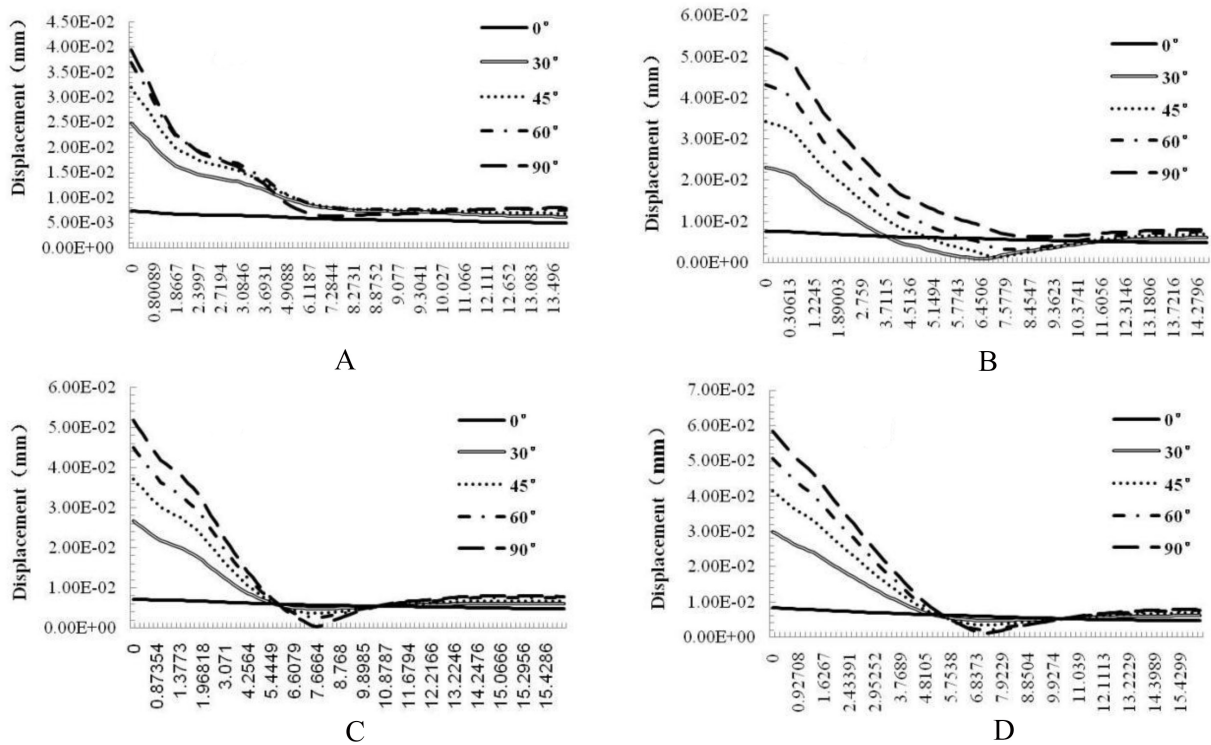 Displacement（mm）
4.50E-02
4.00E-02
3.50E-02
3.00E-02
2.50E-02
2.00E-02
1.50E-02
1.00E-02
5.00E-03
0.00E+00
0°
30°
45°
60°
90°
0
0.80089
1.8667
2.3997
2.7194
3.0846
3.6931
4.9088
6.1187
7.2844
8.2731
8.8752
9.077
9.3041
10.027
11.066
12.111
12.652
13.083
13.496
A
Displacement（mm）
6.00E-02
5.00E-02
4.00E-02
3.00E-02
2.00E-02
1.00E-02
0.00E+00
0°
30°
45°
60°
90°
0
0.30613
1.2245
1.89003
2.759
3.7115
4.5136
5.1494
5.7743
6.4506
7.5779
8.4547
9.3623
10.3741
11.6056
12.3146
13.1806
13.7216
14.2796
B
Displacement（mm）
6.00E-02
5.00E-02
4.00E-02
3.00E-02
2.00E-02
1.00E-02
0.00E+00
0°
30°
45°
60°
90°
0
0.87354
1.3773
1.96818
3.071
4.2564
5.4449
6.6079
7.6664
8.768
9.8985
10.8787
11.6794
12.2166
13.2246
14.2476
15.0666
15.2956
15.4286
C
Displacement（mm）
7.00E-02
6.00E-02
5.00E-02
4.00E-02
3.00E-02
2.00E-02
1.00E-02
0.00E+00
0°
30°
45°
60°
90°
0
0.92708
1.6267
2.43391
2.95252
3.7689
4.8105
5.7538
6.8373
7.9229
8.8504
9.9274
11.039
12.1113
13.2229
14.3989
15.4299
D